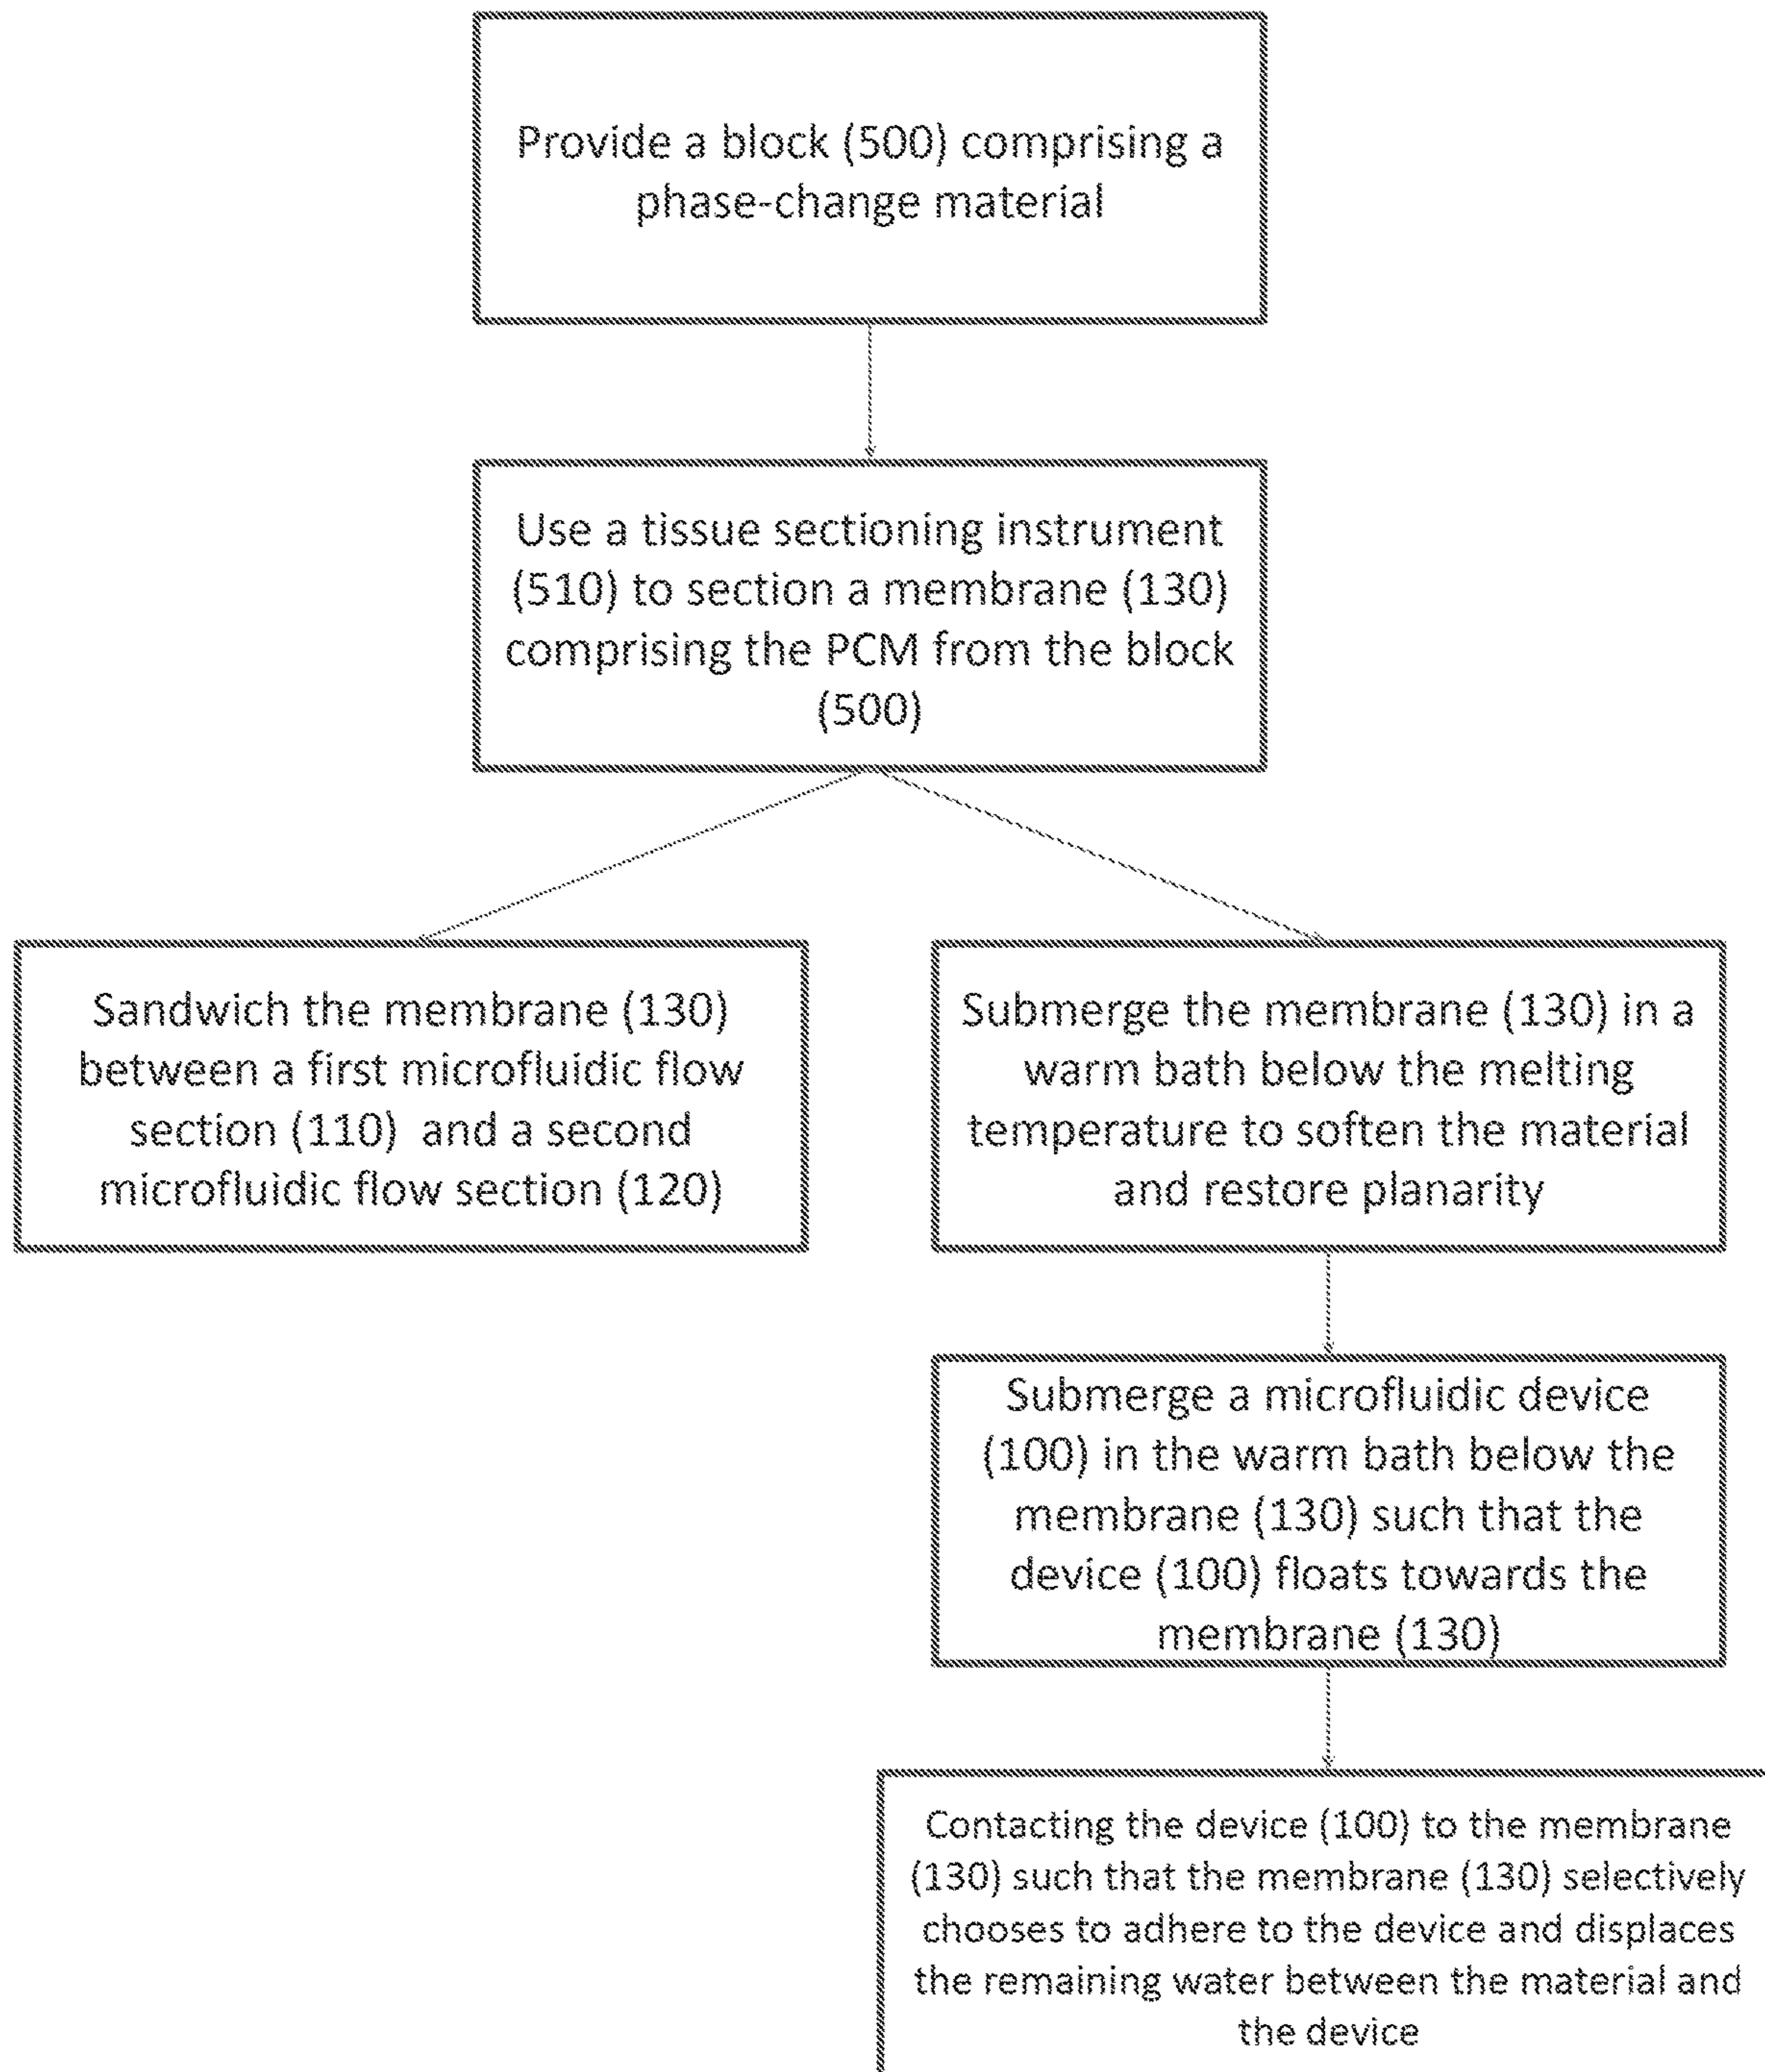 Provide a block (500) comprising a
phase-change material
Use a tissue sectioning instrument
(510) to section a membrane (130)
comprising the PCM from the block
(500)
Sandwich the membrane (130)
between a first microfluidic flow
section (110) and a second
microfluidic flow section (120)
Submerge the membrane (130) in a
warm bath below the melting
temperature to soften the material
and restore planarity
Submerge a microfluidic device
(100) in the warm bath below the
membrane (130) such that the
device (100) floats towards the
membrane (130)
Contacting the device (100) to the membrane
(130) such that the membrane (130) selectively
chooses to adhere to the device and displaces
the remaining water between the material and
the device